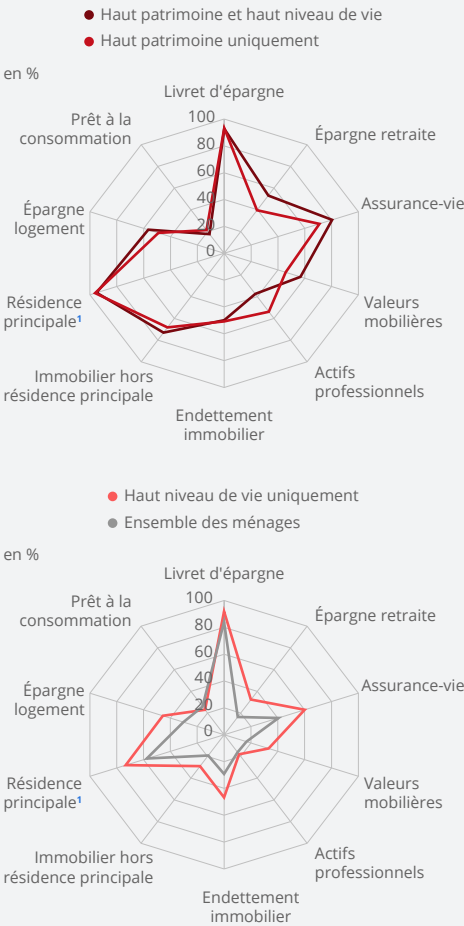 Haut patrimoine et haut niveau de vie
Haut patrimoine uniquement
en %
Livret d'épargne
Prêt à la
consommation
Épargne retraite
Épargne
logement
Assurance-vie
Résidence
principale¹
Valeurs
mobilières
Immobilier hors
résidence principale
Actifs
professionnels
Endettement
immobilier
100
80
60
40
20
0
Haut niveau de vie uniquement
Ensemble des ménages
en %
Livret d'épargne
Prêt à la
consommation
Épargne retraite
Épargne
logement
Assurance-vie
Résidence
principale¹
Valeurs
mobilières
Immobilier hors
résidence principale
Actifs
professionnels
Endettement
immobilier
100
80
60
40
20
0